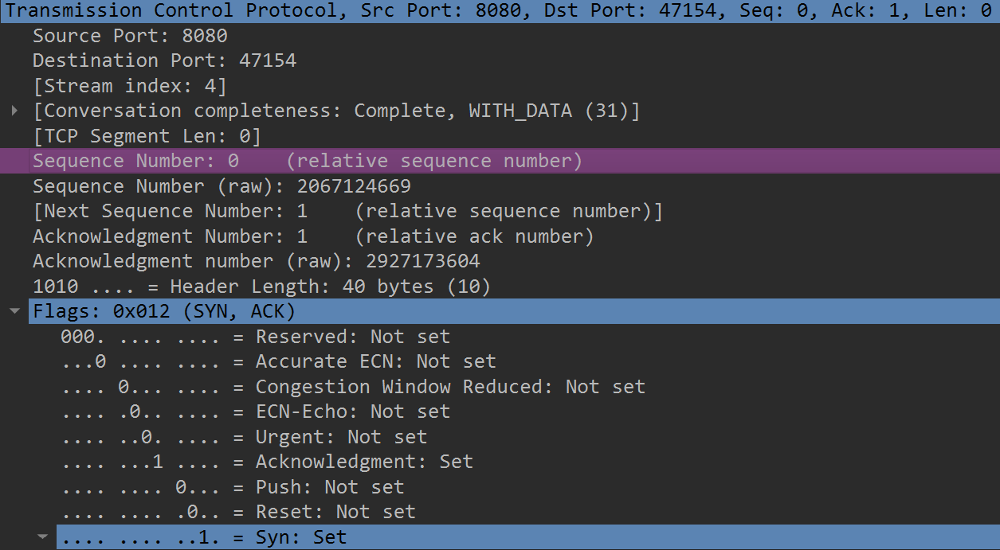 Transmission Control Protocol, Src Port: 8080, Dst Port: 47154, Seq: 0, Ack: 1, Len: 0
Source Port: 8080
Destination Port: 47154
[Stream index: 4]
[Conversation completeness: Complete, WITH_DATA (31)]
[TCP Segment Len: 0]
Sequence Number: 0    (relative sequence number)
Sequence Number (raw): 2067124669
[Next Sequence Number: 1    (relative sequence number)]
Acknowledgment Number: 1    (relative ack number)
Acknowledgment number (raw): 2927173604
1010 .... = Header Length: 40 bytes (10)
Flags: 0x012 (SYN, ACK)
000. .... .... = Reserved: Not set
...0 .... .... = Accurate ECN: Not set
.... 0... .... = Congestion Window Reduced: Not set
.... .0.. .... = ECN-Echo: Not set
.... ..0. .... = Urgent: Not set
.... ...1 .... = Acknowledgment: Set
.... .... 0... = Push: Not set
.... .... .0.. = Reset: Not set
.... .... ..1. = Syn: Set